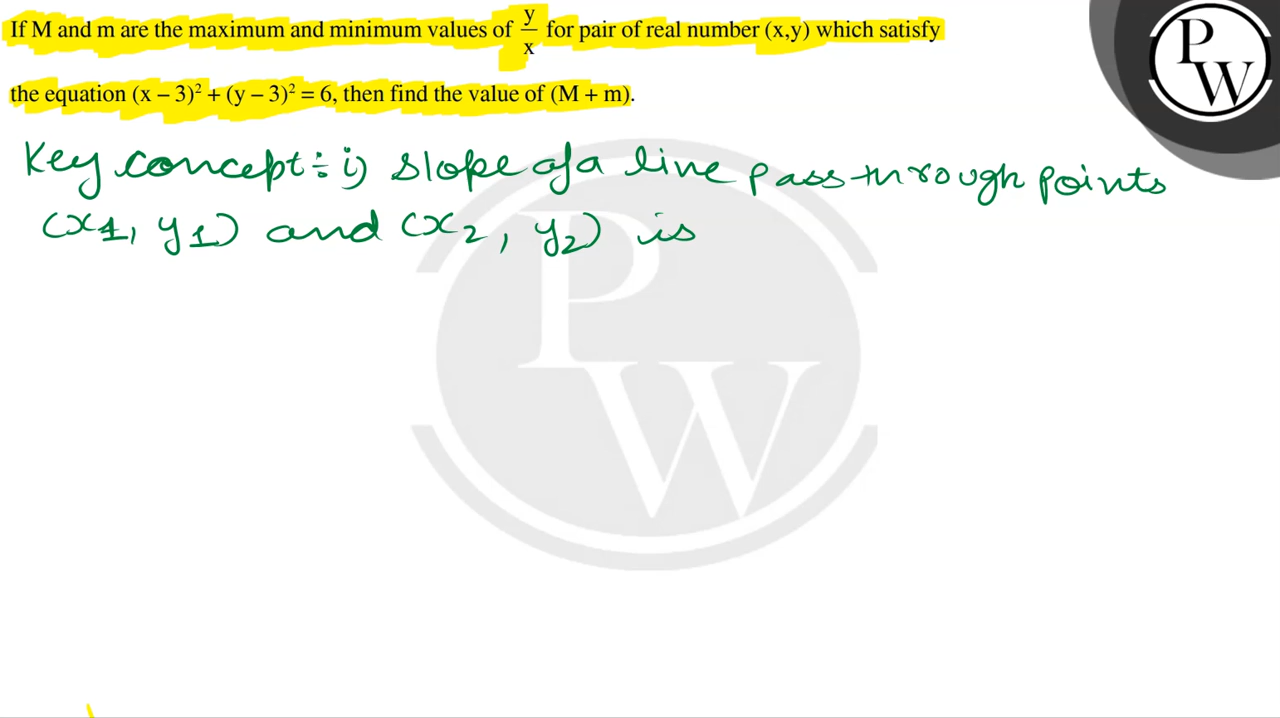 If M and m are the maximum and minimum values of y/x for pair of real number (x,y) which satisfy
the equation (x – 3)² + (y – 3)² = 6, then find the value of (M + m).
Key concept : i) slope of a line pass through points
(x1, y1) and (x2, y2) is
P
W
P
W